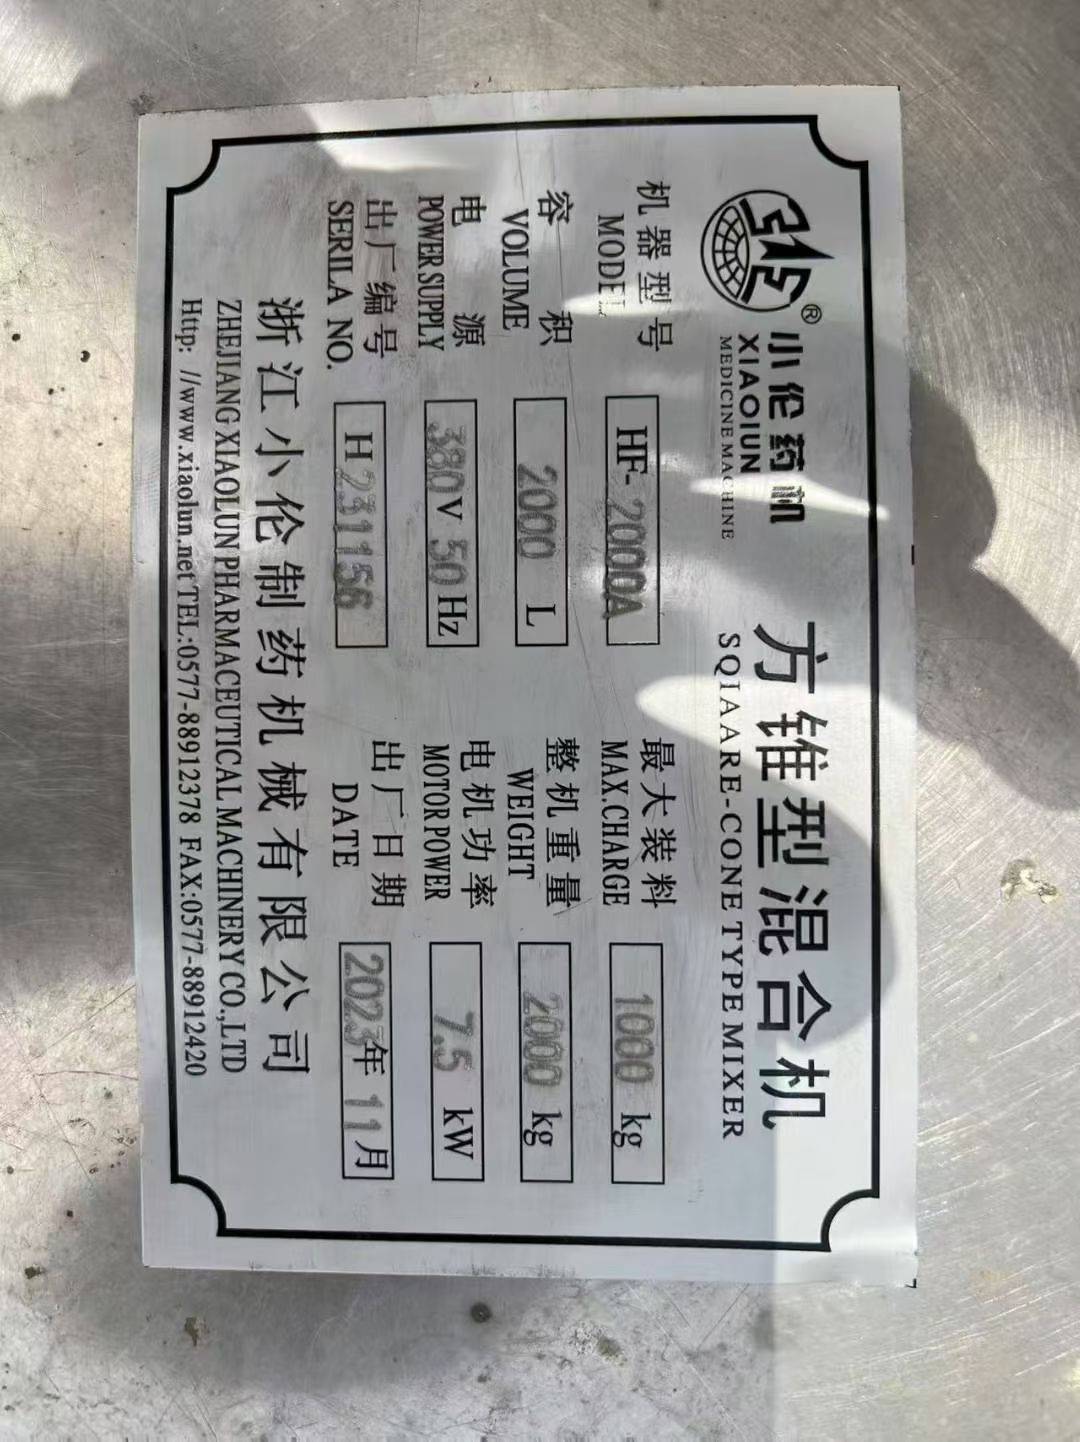 小伦药机
XIAOIUN
MEDICINE MACHINE
®
方锥型混合机
SQIAARE-CONE TYPE MIXER
机器型号 HF-2000A 最大装料 1000 kg
MODEL MAX.CHARGE
容积 2000 L 整机重量 2000 kg
VOLUME WEIGHT
电源 380V 50Hz 电机功率 7.5 kW
POWER SUPPLY MOTOR POWER
出厂编号 H231156 出厂日期 2023年11月
SERILA NO. DATE
浙江小伦制药机械有限公司
ZHEJIANG XIAOLUN PHARMACEUTICAL MACHINERY CO.,LTD
Http: //www.xiaolun.net TEL:0577-88912378 FAX:0577-88912420